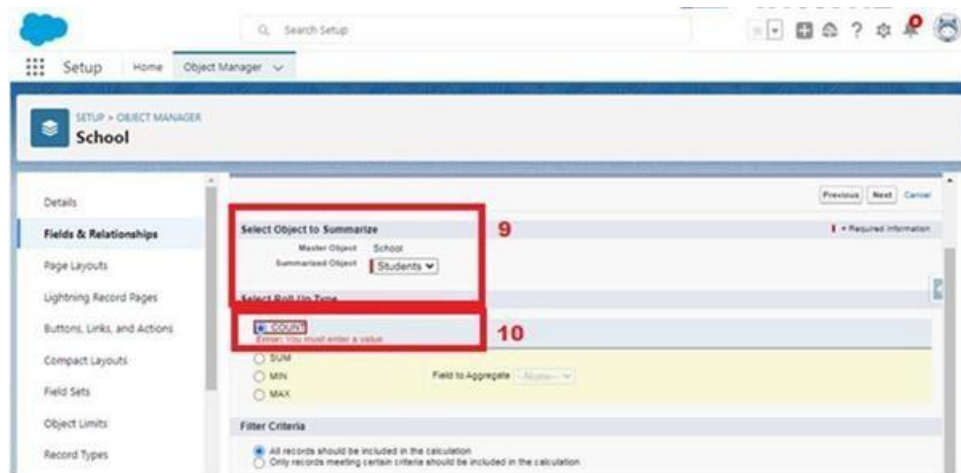 Search Setup
Setup Home Object Manager
SETUP > OBJECT MANAGER
School
Details
Fields & Relationships
Page Layouts
Lightning Record Pages
Buttons, Links, and Actions
Compact Layouts
Field Sets
Object Limits
Record Types
Previous Next Cancel
Select Object to Summarize 9 = Required Information
Master Object School
Summarized Object Students
Select Roll-Up Type
COUNT 10
Error: You must enter a value
SUM
MIN Field to Aggregate --None--
MAX
Filter Criteria
All records should be included in the calculation
Only records meeting certain criteria should be included in the calculation